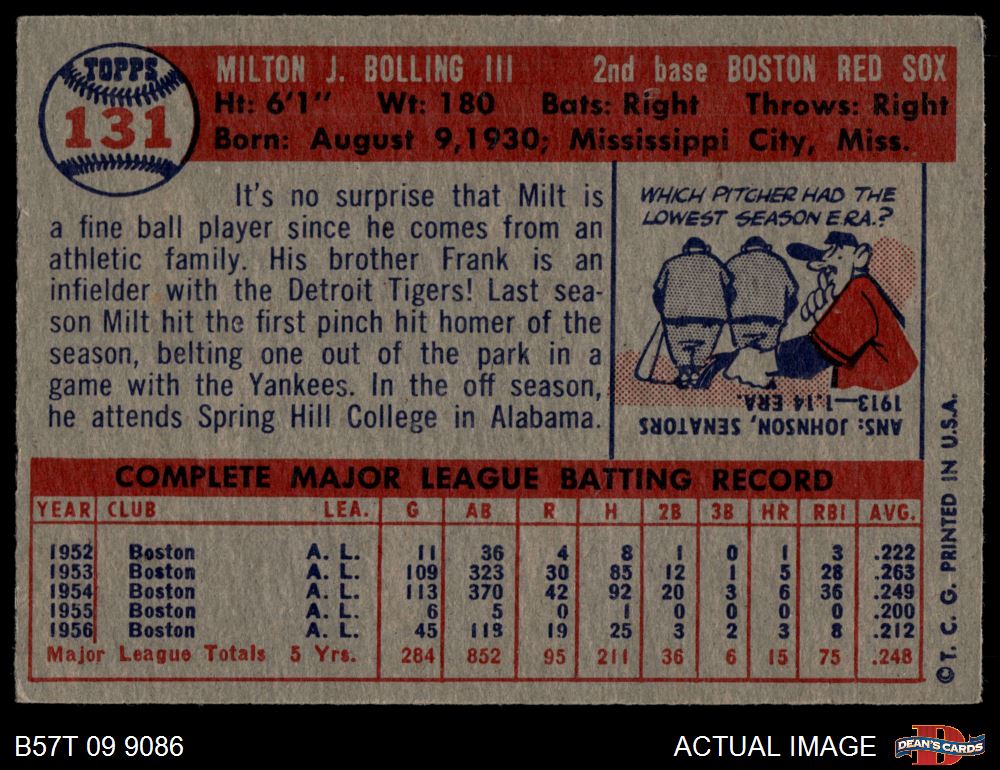 TOPPS
131
MILTON J. BOLLING III 2nd base BOSTON RED SOX
Ht: 6'1" Wt: 180 Bats: Right Throws: Right
Born: August 9, 1930; Mississippi City, Miss.
It's no surprise that Milt is
a fine ball player since he comes from an
athletic family. His brother Frank is an
infielder with the Detroit Tigers! Last sea-
son Milt hit the first pinch hit homer of the
season, belting one out of the park in a
game with the Yankees. In the off season,
he attends Spring Hill College in Alabama.
WHICH PITCHER HAD THE
LOWEST SEASON E.R.A.?
ANS: JOHNSON, SENATORS
1913—1.14 ERA.
COMPLETE MAJOR LEAGUE BATTING RECORD
YEAR CLUB LEA. G AB R H 2B 3B HR RBI AVG.
1952 Boston A. L. 11 36 4 8 1 0 1 3 .222
1953 Boston A. L. 109 323 30 85 12 1 5 28 .263
1954 Boston A. L. 113 370 42 92 20 3 6 36 .249
1955 Boston A. L. 6 5 0 1 0 0 0 0 .200
1956 Boston A. L. 45 118 19 25 3 2 3 8 .212
Major League Totals 5 Yrs. 284 852 95 211 36 6 15 75 .248
© T. C. G. PRINTED IN U.S.A.
B57T 09 9086
ACTUAL IMAGE
D
DEAN'S CARDS